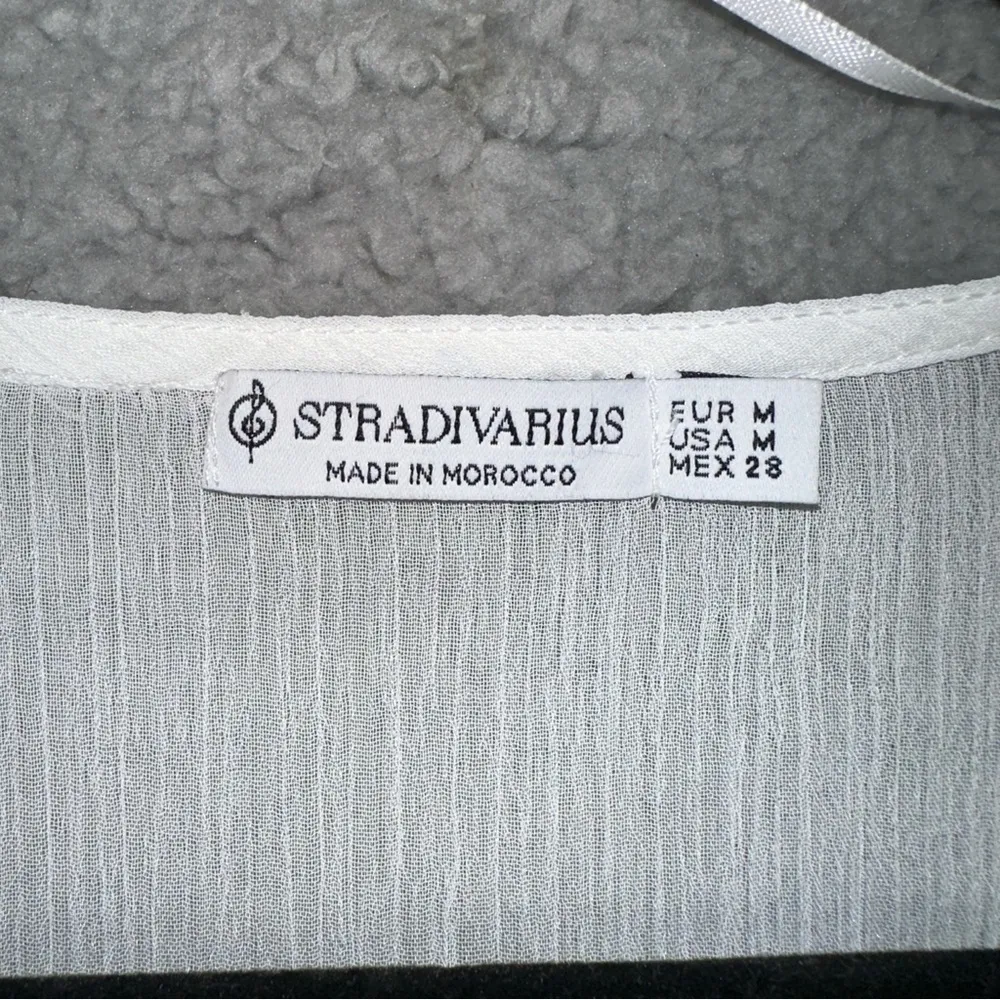 STRADIVARIUS
MADE IN MOROCCO
EUR M
USA M
MEX 28